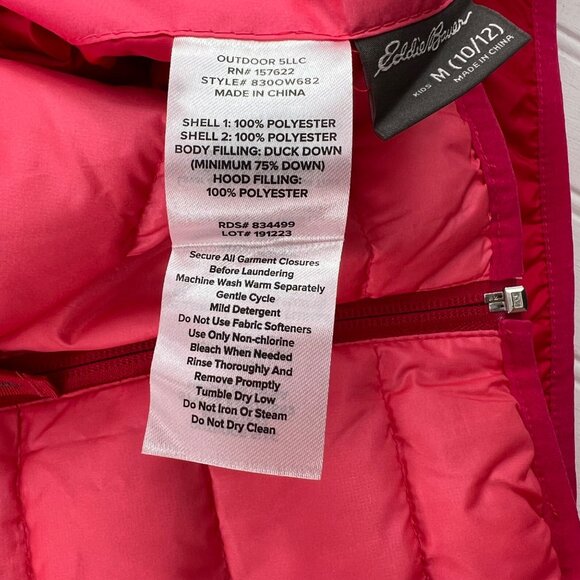 Eddie Bauer
KIDS M (10/12)
MADE IN CHINA
OUTDOOR 5LLC
RN# 157622
STYLE# 830OW682
MADE IN CHINA
SHELL 1: 100% POLYESTER
SHELL 2: 100% POLYESTER
BODY FILLING: DUCK DOWN
(MINIMUM 75% DOWN)
HOOD FILLING:
100% POLYESTER
RDS# 834499
LOT# 191223
Secure All Garment Closures
Before Laundering
Machine Wash Warm Separately
Gentle Cycle
Mild Detergent
Do Not Use Fabric Softeners
Use Only Non-chlorine
Bleach When Needed
Rinse Thoroughly And
Remove Promptly
Tumble Dry Low
Do Not Iron Or Steam
Do Not Dry Clean